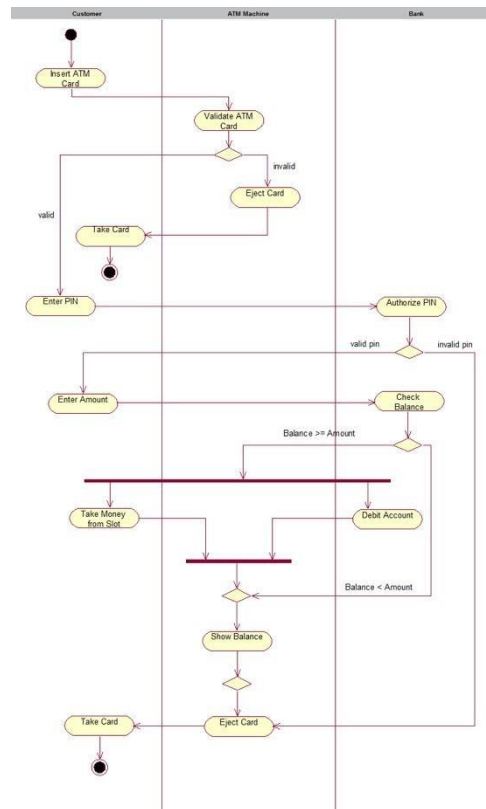 Customer
ATM Machine
Bank
Insert ATM
Card
Validate ATM
Card
invalid
Eject Card
valid
Take Card
Enter PIN
Authorize PIN
valid pin
invalid pin
Enter Amount
Check
Balance
Balance >= Amount
Take Money
from Slot
Debit Account
Balance < Amount
Show Balance
Take Card
Eject Card